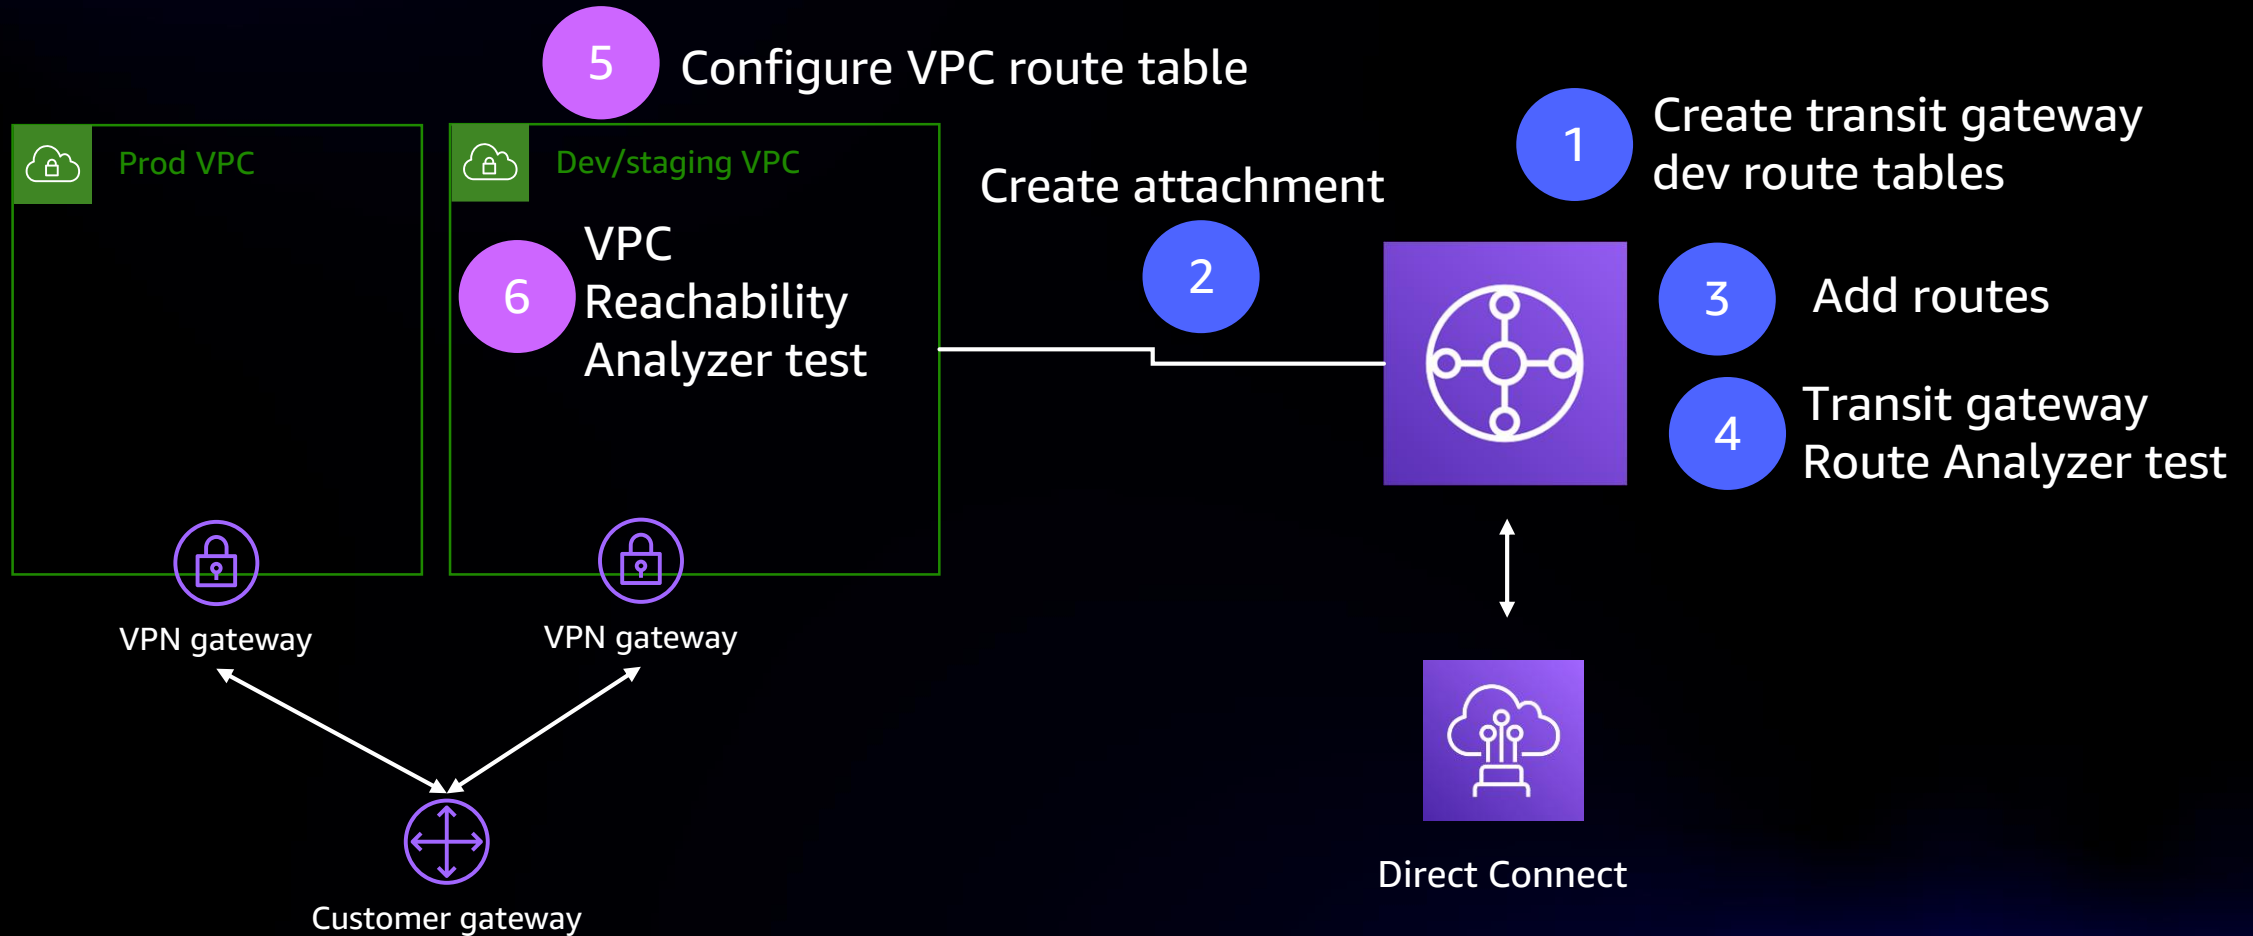 5
Configure VPC route table
1
Create transit gateway
dev route tables
Prod VPC
Dev/staging VPC
Create attachment
2
6
VPC
Reachability
Analyzer test
3
Add routes
4
Transit gateway
Route Analyzer test
VPN gateway
VPN gateway
Direct Connect
Customer gateway